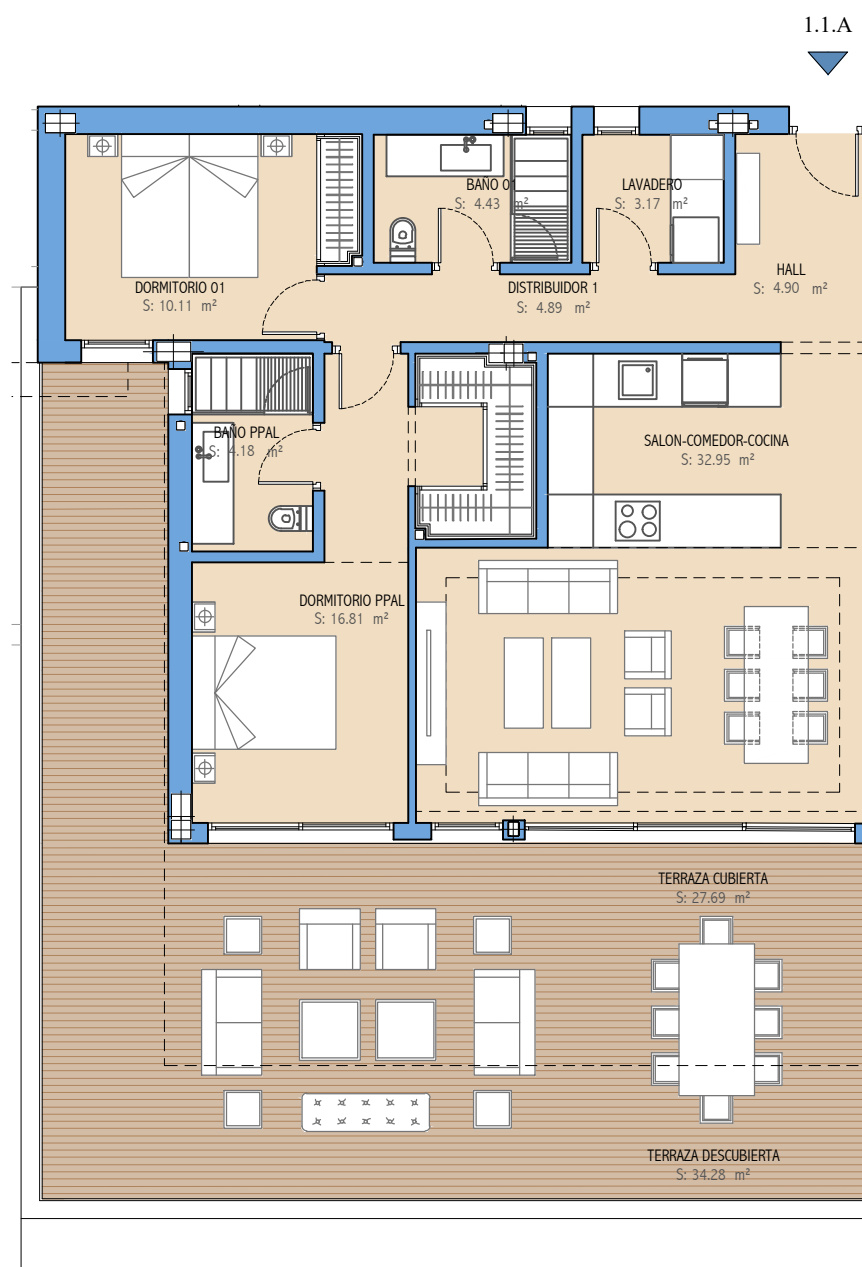 1.1.A
BAÑO 01
S: 4.43 m²
LAVADERO
S: 3.17 m²
HALL
S: 4.90 m²
DORMITORIO 01
S: 10.11 m²
DISTRIBUIDOR 1
S: 4.89 m²
BAÑO PPAL
S: 4.18 m²
SALON-COMEDOR-COCINA
S: 32.95 m²
DORMITORIO PPAL
S: 16.81 m²
TERRAZA CUBIERTA
S: 27.69 m²
TERRAZA DESCUBIERTA
S: 34.28 m²